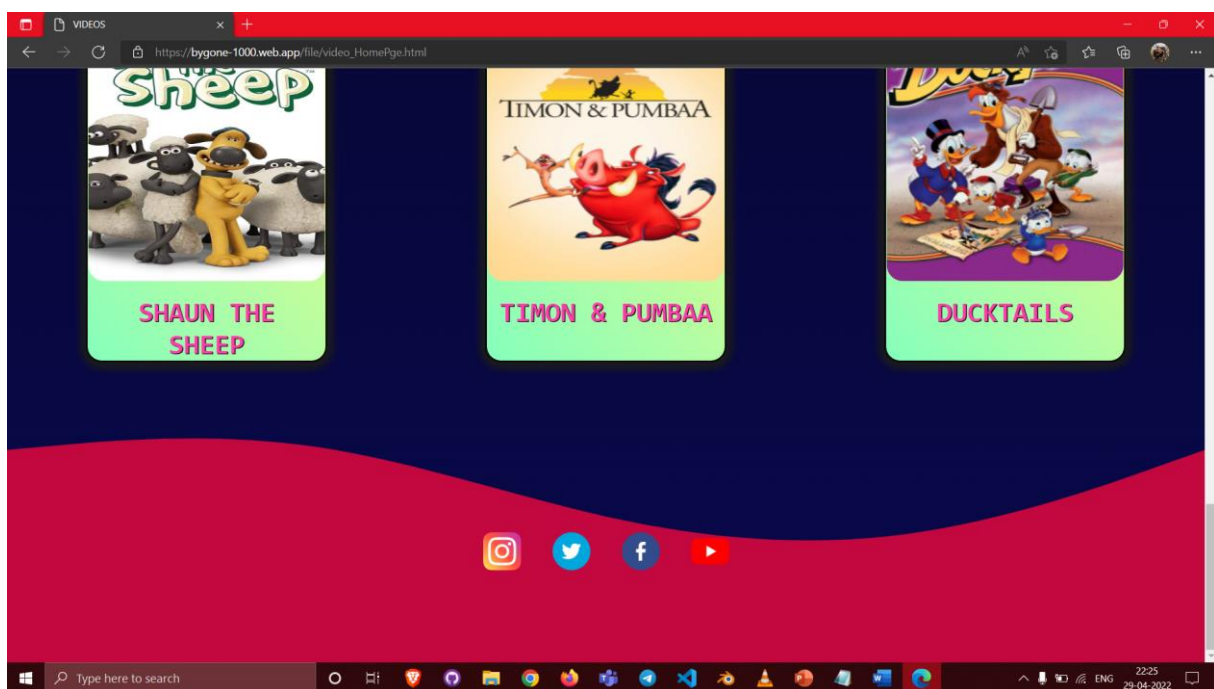 VIDEOS
https://bygone-1000.web.app/file/video_HomePge.html
Sheep
TIMON & PUMBAA
SHAUN THE
SHEEP
TIMON & PUMBAA
DUCKTAILS
Type here to search
ENG
22:25
29-04-2022